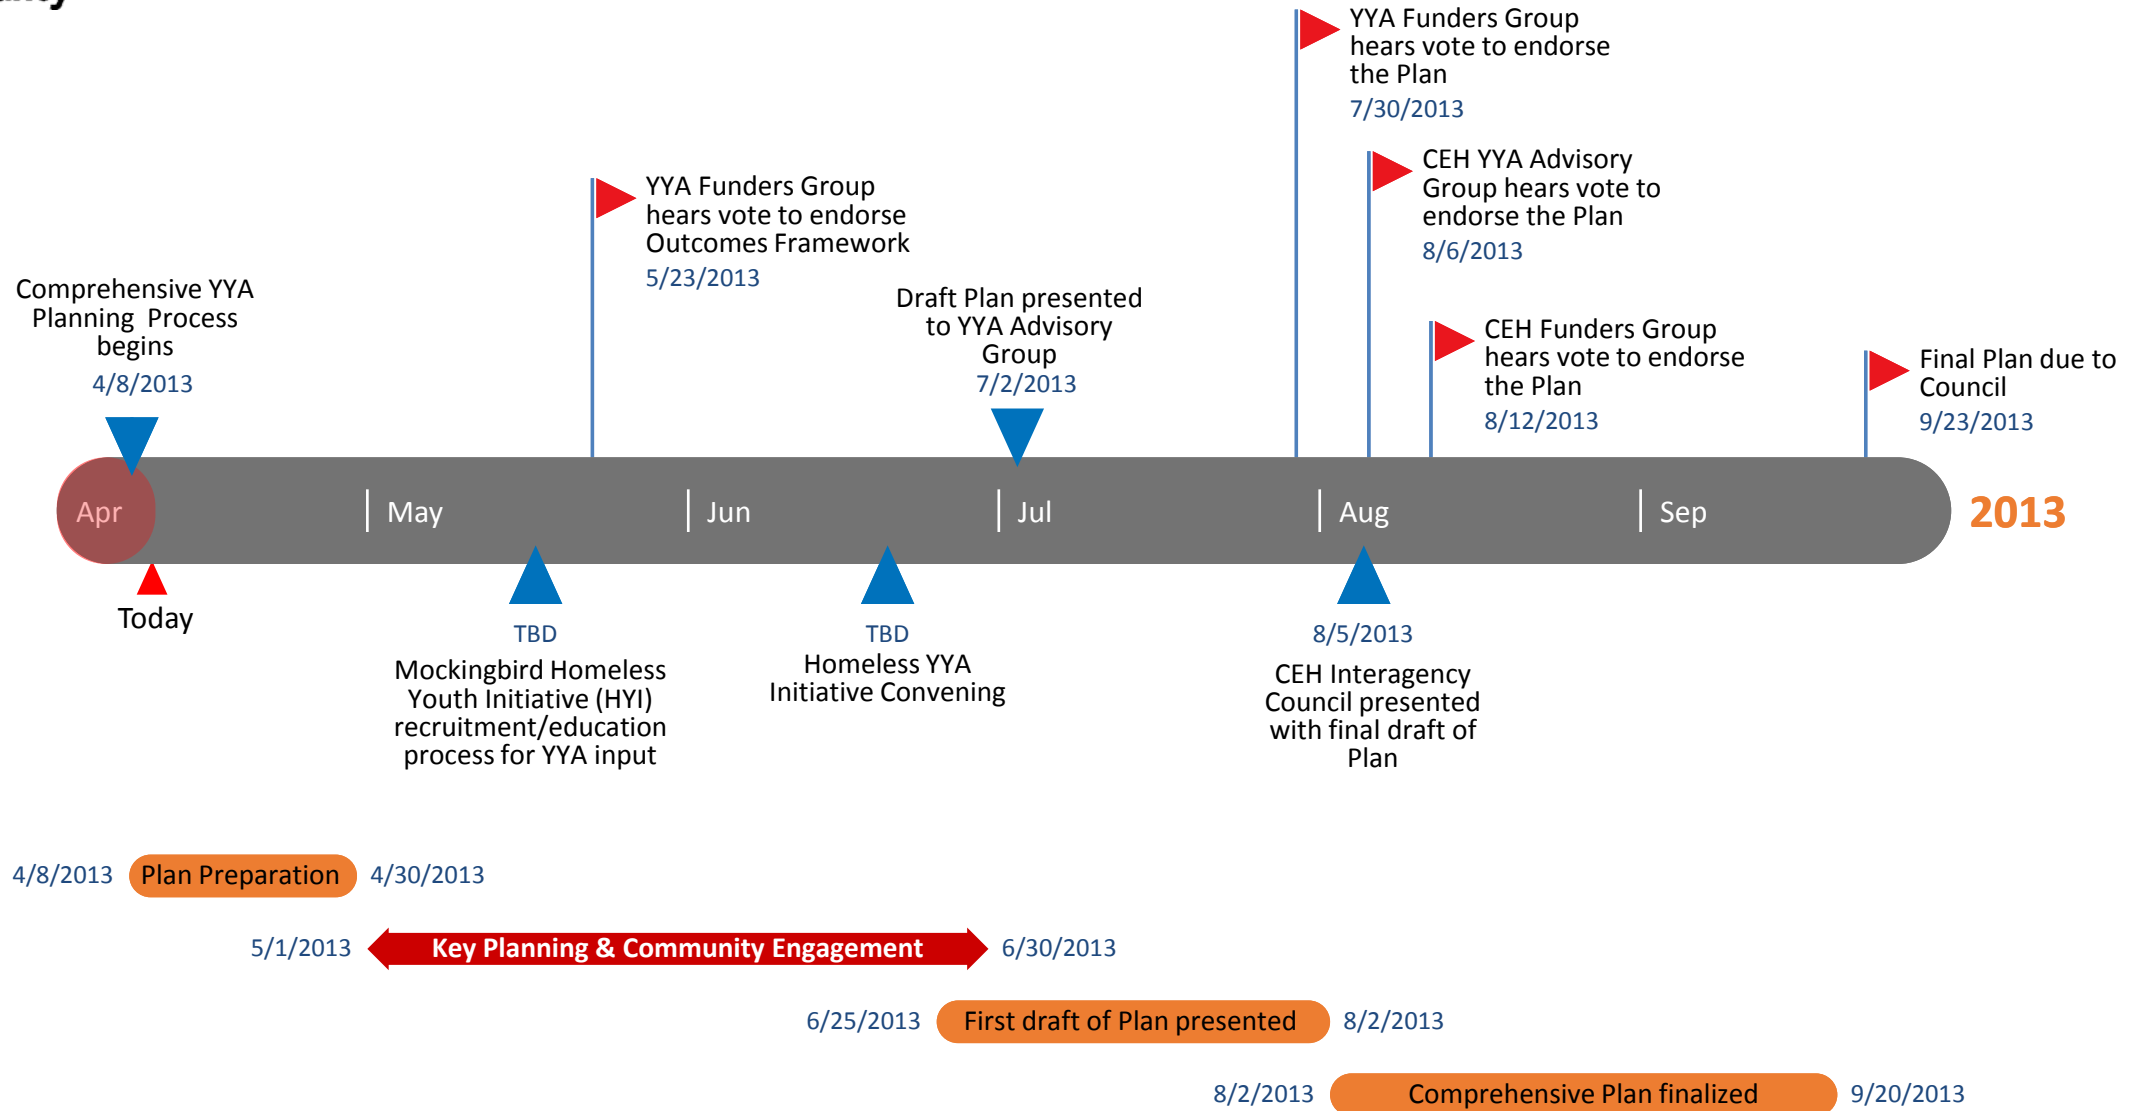 YYA Funders Group
hears vote to endorse
the Plan
7/30/2013
CEH YYA Advisory
Group hears vote to
endorse the Plan
8/6/2013
YYA Funders Group
hears vote to endorse
Outcomes Framework
5/23/2013
Comprehensive YYA
Planning Process
begins
4/8/2013
Draft Plan presented
to YYA Advisory
Group
7/2/2013
CEH Funders Group
hears vote to endorse
the Plan
8/12/2013
Final Plan due to
Council
9/23/2013
Apr May Jun Jul Aug Sep 2013
Today
TBD
Mockingbird Homeless
Youth Initiative (HYI)
recruitment/education
process for YYA input
TBD
Homeless YYA
Initiative Convening
8/5/2013
CEH Interagency
Council presented
with final draft of
Plan
4/8/2013 Plan Preparation 4/30/2013
5/1/2013 Key Planning & Community Engagement 6/30/2013
6/25/2013 First draft of Plan presented 8/2/2013
8/2/2013 Comprehensive Plan finalized 9/20/2013